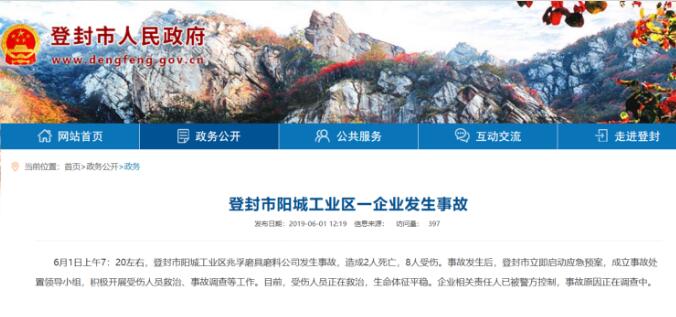 登封市人民政府
www.dengfeng.gov.cn
网站首页 政务公开 公共服务 互动交流 走进登封
当前位置：首页>政务公开>政务
登封市阳城工业区一企业发生事故
发布日期：2019-06-01 12:19 信息来源： 访问量： 397
6月1日上午7：20左右，登封市阳城工业区兆孚磨具磨料公司发生事故，造成2人死亡，8人受伤。事故发生后，登封市立即启动应急预案，成立事故处
置领导小组，积极开展受伤人员救治、事故调查等工作。目前，受伤人员正在救治，生命体征平稳。企业相关责任人已被警方控制，事故原因正在调查中。